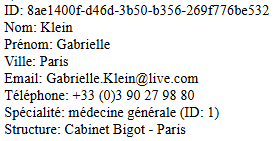 ID: 8ae1400f-d46d-3b50-b356-269f776be532
Nom: Klein
Prénom: Gabrielle
Ville: Paris
Email: Gabrielle.Klein@live.com
Téléphone: +33 (0)3 90 27 98 80
Spécialité: médecine générale (ID: 1)
Structure: Cabinet Bigot - Paris